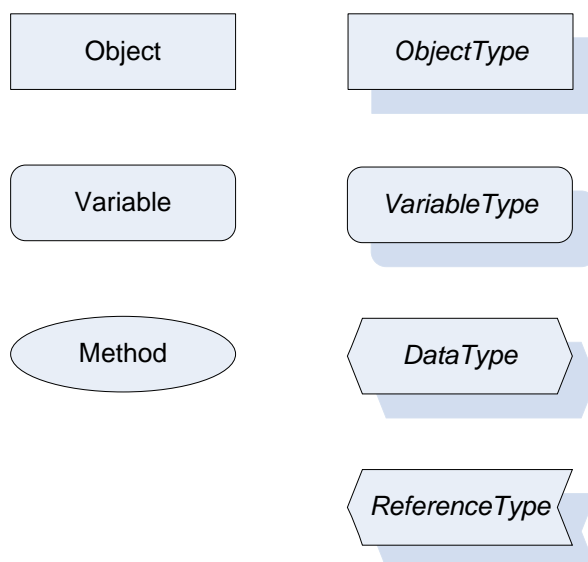 Object
ObjectType
Variable
VariableType
Method
DataType
ReferenceType